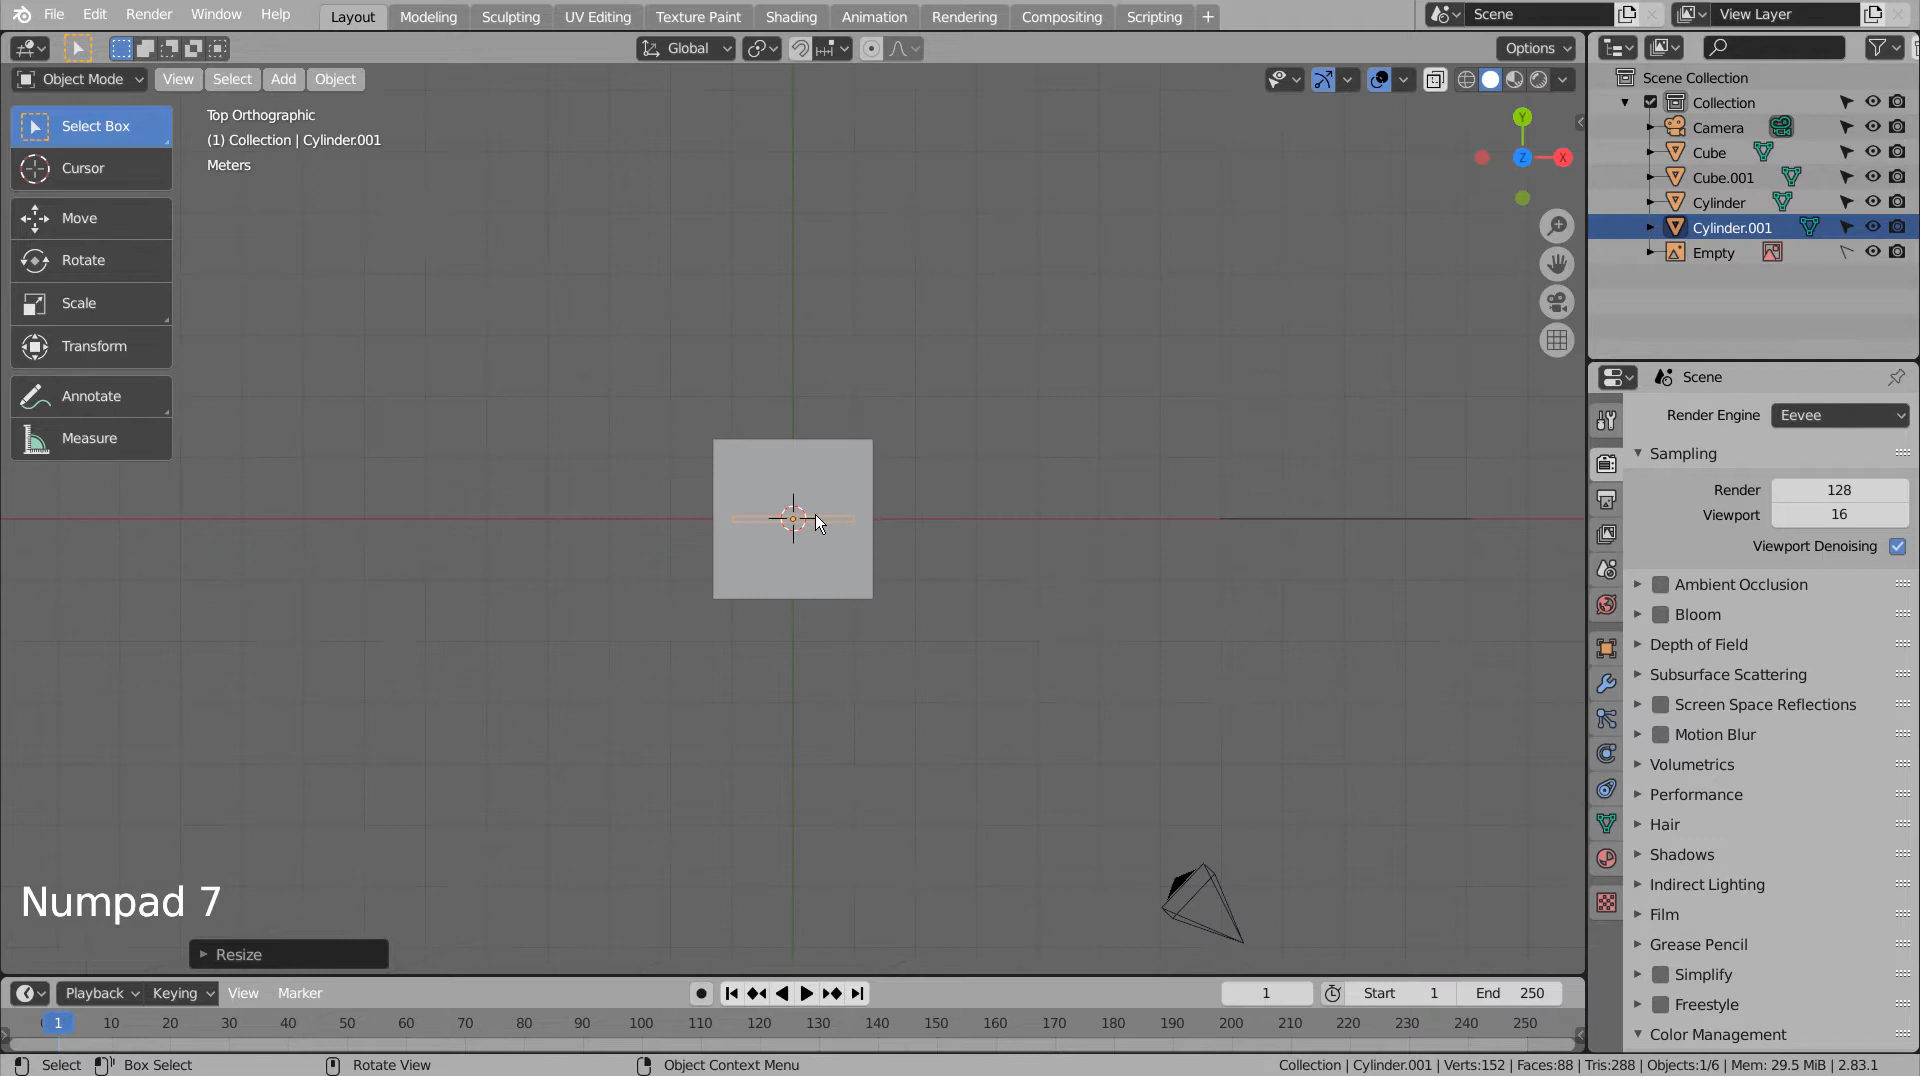 File Edit Render Window Help Layout Modeling Sculpting UV Editing Texture Paint Shading Animation Rendering Compositing Scripting + Scene View Layer
Global Options
Object Mode View Select Add Object
Select Box
Cursor
Move
Rotate
Scale
Transform
Annotate
Measure
Top Orthographic
(1) Collection | Cylinder.001
Meters
Y
Z
X
Numpad 7
Resize
Scene Collection
Collection
Camera
Cube
Cube.001
Cylinder
Cylinder.001
Empty
Scene
Render Engine Eevee
Sampling
Render 128
Viewport 16
Viewport Denoising
Ambient Occlusion
Bloom
Depth of Field
Subsurface Scattering
Screen Space Reflections
Motion Blur
Volumetrics
Performance
Hair
Shadows
Indirect Lighting
Film
Grease Pencil
Simplify
Freestyle
Color Management
Playback Keying View Marker 1 Start 1 End 250
1 10 20 30 40 50 60 70 80 90 100 110 120 130 140 150 160 170 180 190 200 210 220 230 240 250
Select Box Select Rotate View Object Context Menu Collection | Cylinder.001 | Verts:152 | Faces:88 | Tris:288 | Objects:1/6 | Mem: 29.5 MiB | 2.83.1